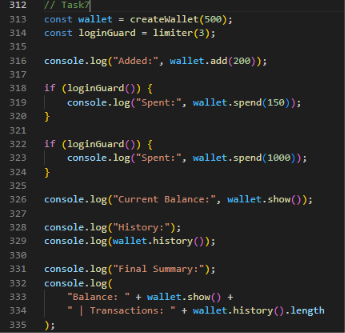 312 // Task7
313 const wallet = createWallet(500);
314 const loginGuard = limiter(3);
315
316 console.log("Added:", wallet.add(200));
317
318 if (loginGuard()) {
319     console.log("Spent:", wallet.spend(150));
320 }
321
322 if (loginGuard()) {
323     console.log("Spent:", wallet.spend(1000));
324 }
325
326 console.log("Current Balance:", wallet.show());
327
328 console.log("History:");
329 console.log(wallet.history());
330
331 console.log("Final Summary:");
332 console.log(
333     "Balance: " + wallet.show() +
334     " | Transactions: " + wallet.history().length
335 );